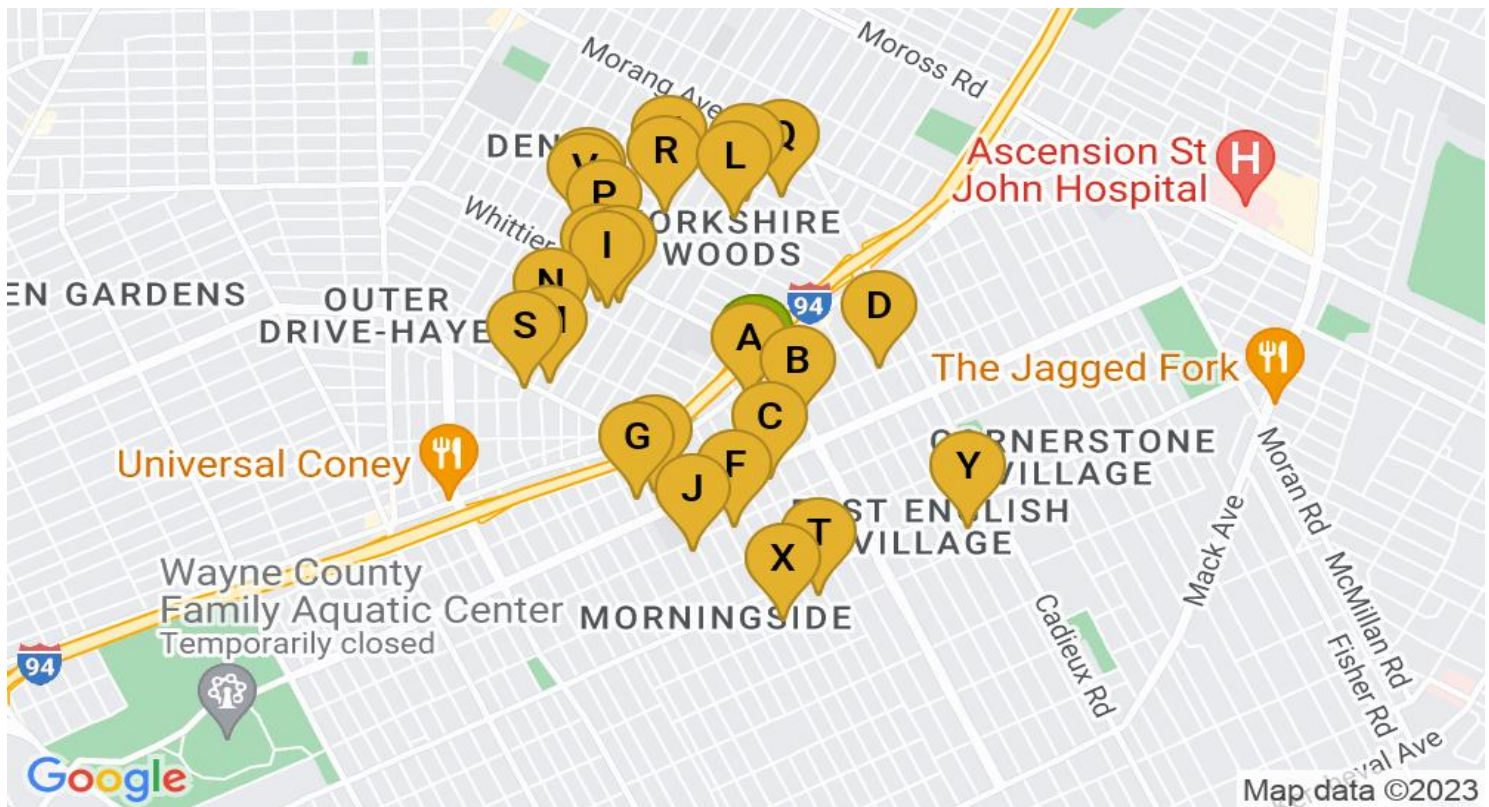 Moross Rd
Morang Ave
DEN
Q
R
L
V
P
Ascension St
John Hospital
H
Whittier
ORKSHIRE
WOODS
I
N
EN GARDENS
OUTER
DRIVE-HAYE
S
94
D
A
B
The Jagged Fork
C
G
Universal Coney
F
J
Y
VILLAGE
ST ENGLISH
VILLAGE
T
X
Moran Rd
Mack Ave
Wayne County
Family Aquatic Center
Temporarily closed
MORNINGSIDE
McMillan Rd
Cadieux Rd
Fisher Rd
94
Google
Map data ©2023